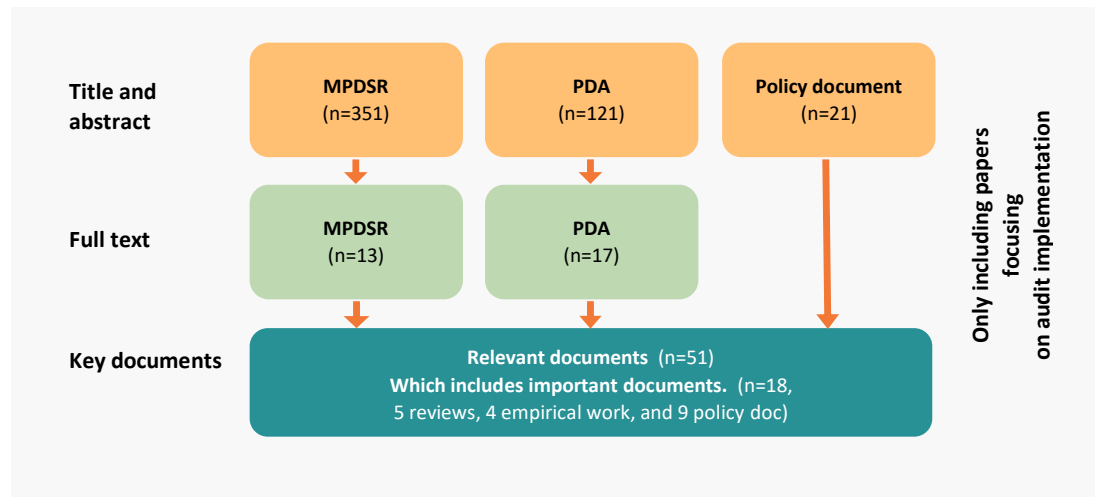 Title and
abstract
MPDSR
(n=351)
PDA
(n=121)
Policy document
(n=21)
Full text
MPDSR
(n=13)
PDA
(n=17)
Key documents
Relevant documents (n=51)
Which includes important documents. (n=18,
5 reviews, 4 empirical work, and 9 policy doc)
Only including papers
focusing
on audit implementation